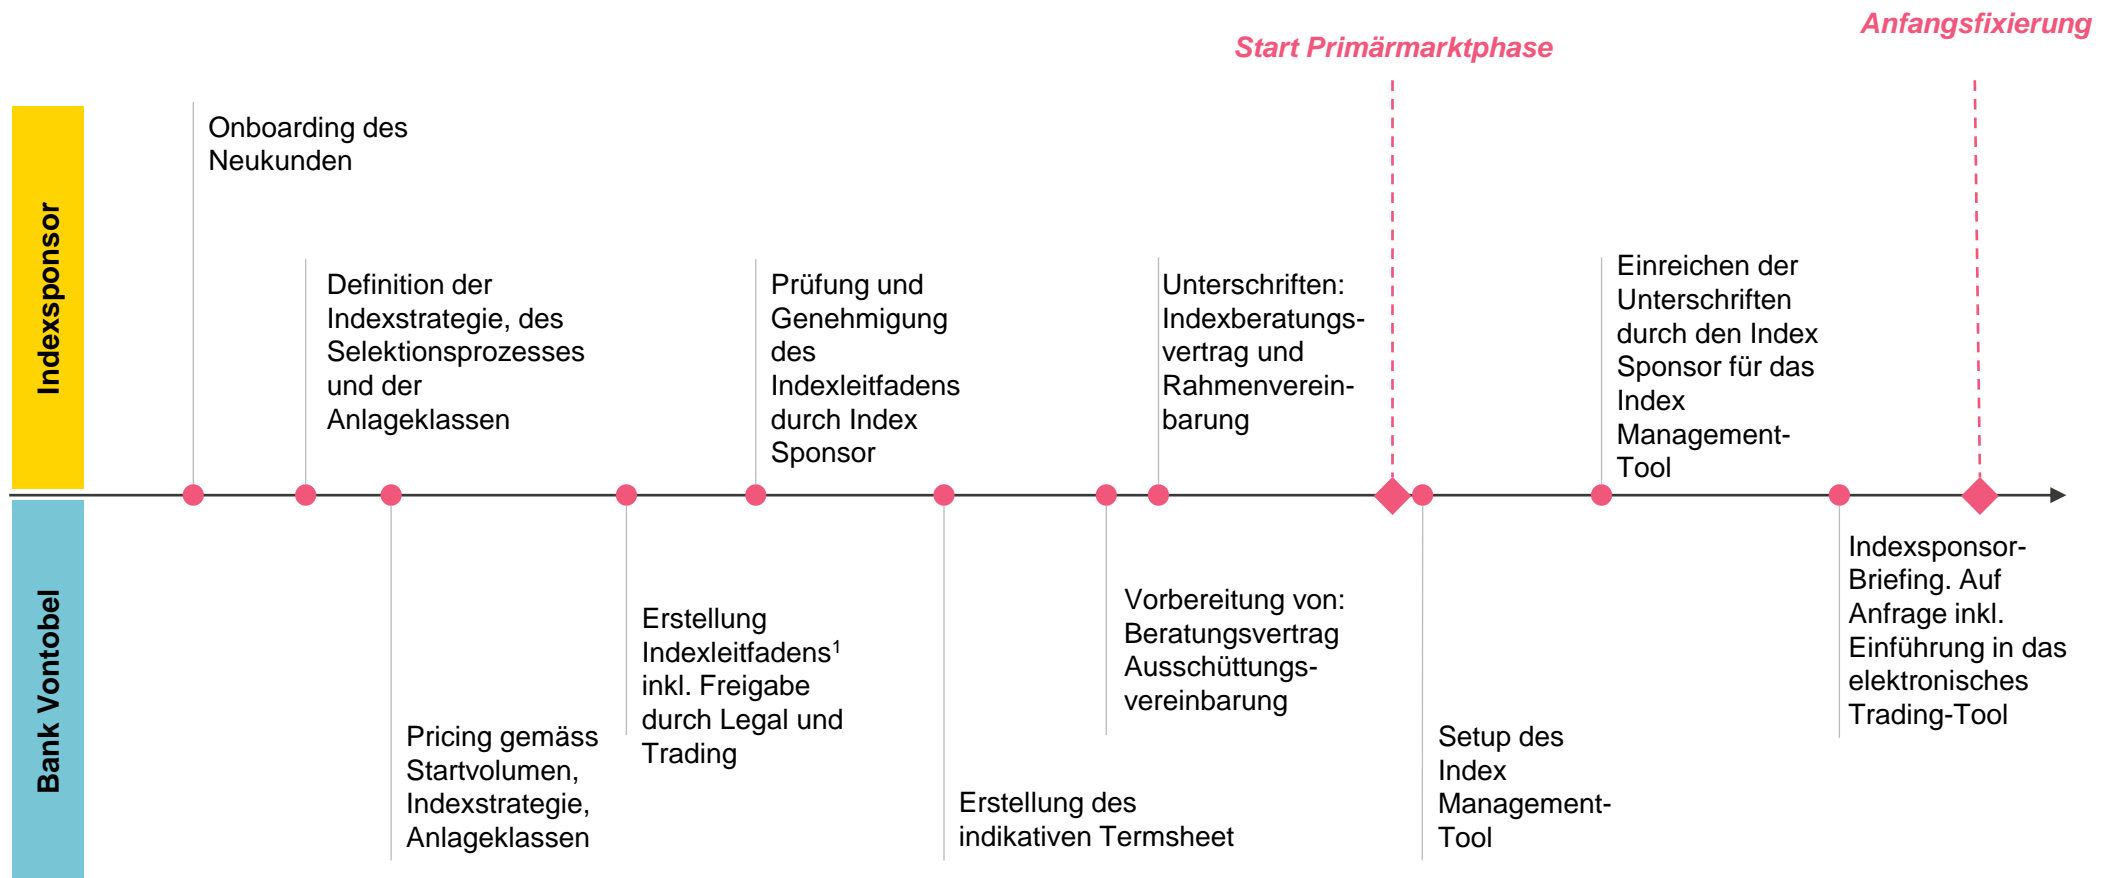 Anfangsfixierung
Start Primärmarktphase
Indexsponsor
Onboarding des
Neukunden
Definition der
Indexstrategie, des
Selektionsprozesses
und der
Anlageklassen
Prüfung und
Genehmigung
des
Indexleitfadens
durch Index
Sponsor
Unterschriften:
Indexberatungs-
vertrag und
Rahmenverein-
barung
Einreichen der
Unterschriften
durch den Index
Sponsor für das
Index
Management-
Tool
Bank Vontobel
Pricing gemäss
Startvolumen,
Indexstrategie,
Anlageklassen
Erstellung
Indexleitfadens¹
inkl. Freigabe
durch Legal und
Trading
Erstellung des
indikativen Termsheet
Vorbereitung von:
Beratungsvertrag
Ausschüttungs-
vereinbarung
Setup des
Index
Management-
Tool
Indexsponsor-
Briefing. Auf
Anfrage inkl.
Einführung in das
elektronisches
Trading-Tool